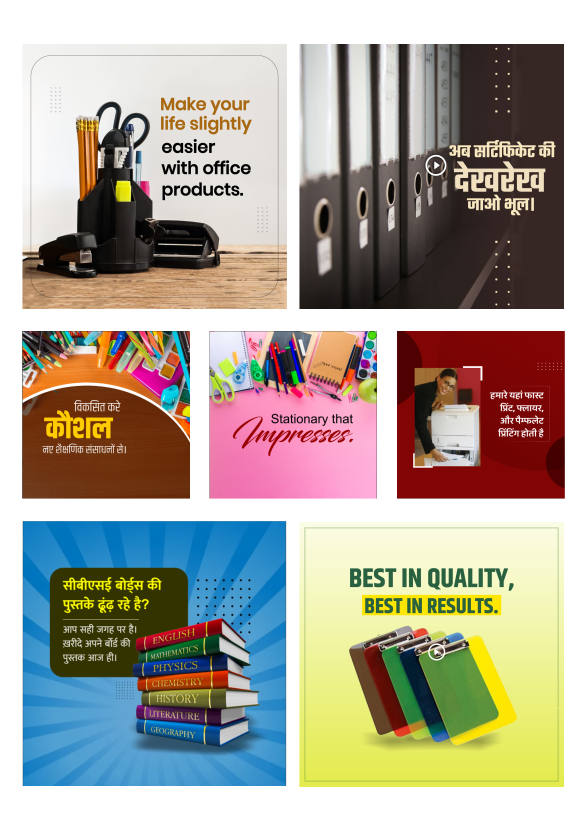 Make your
life slightly
easier
with office
products.
अब सर्टिफिकेट की
देखरेख
जाओ भूल।
विकसित करे
कौशल
नए शैक्षणिक संसाधनों से।
Stationary that
Impresses.
हमारे यहां फास्ट
प्रिंट, फ्लायर,
और पैम्फलेट
प्रिंटिंग होती है
सीबीएसई बोर्ड्स की
पुस्तके ढूंढ़ रहे है?
आप सही जगह पर है।
ख़रीदे अपने बोर्ड की
पुस्तक आज ही।
ENGLISH
MATHEMATICS
PHYSICS
CHEMISTRY
HISTORY
LITERATURE
GEOGRAPHY
BEST IN QUALITY,
BEST IN RESULTS.